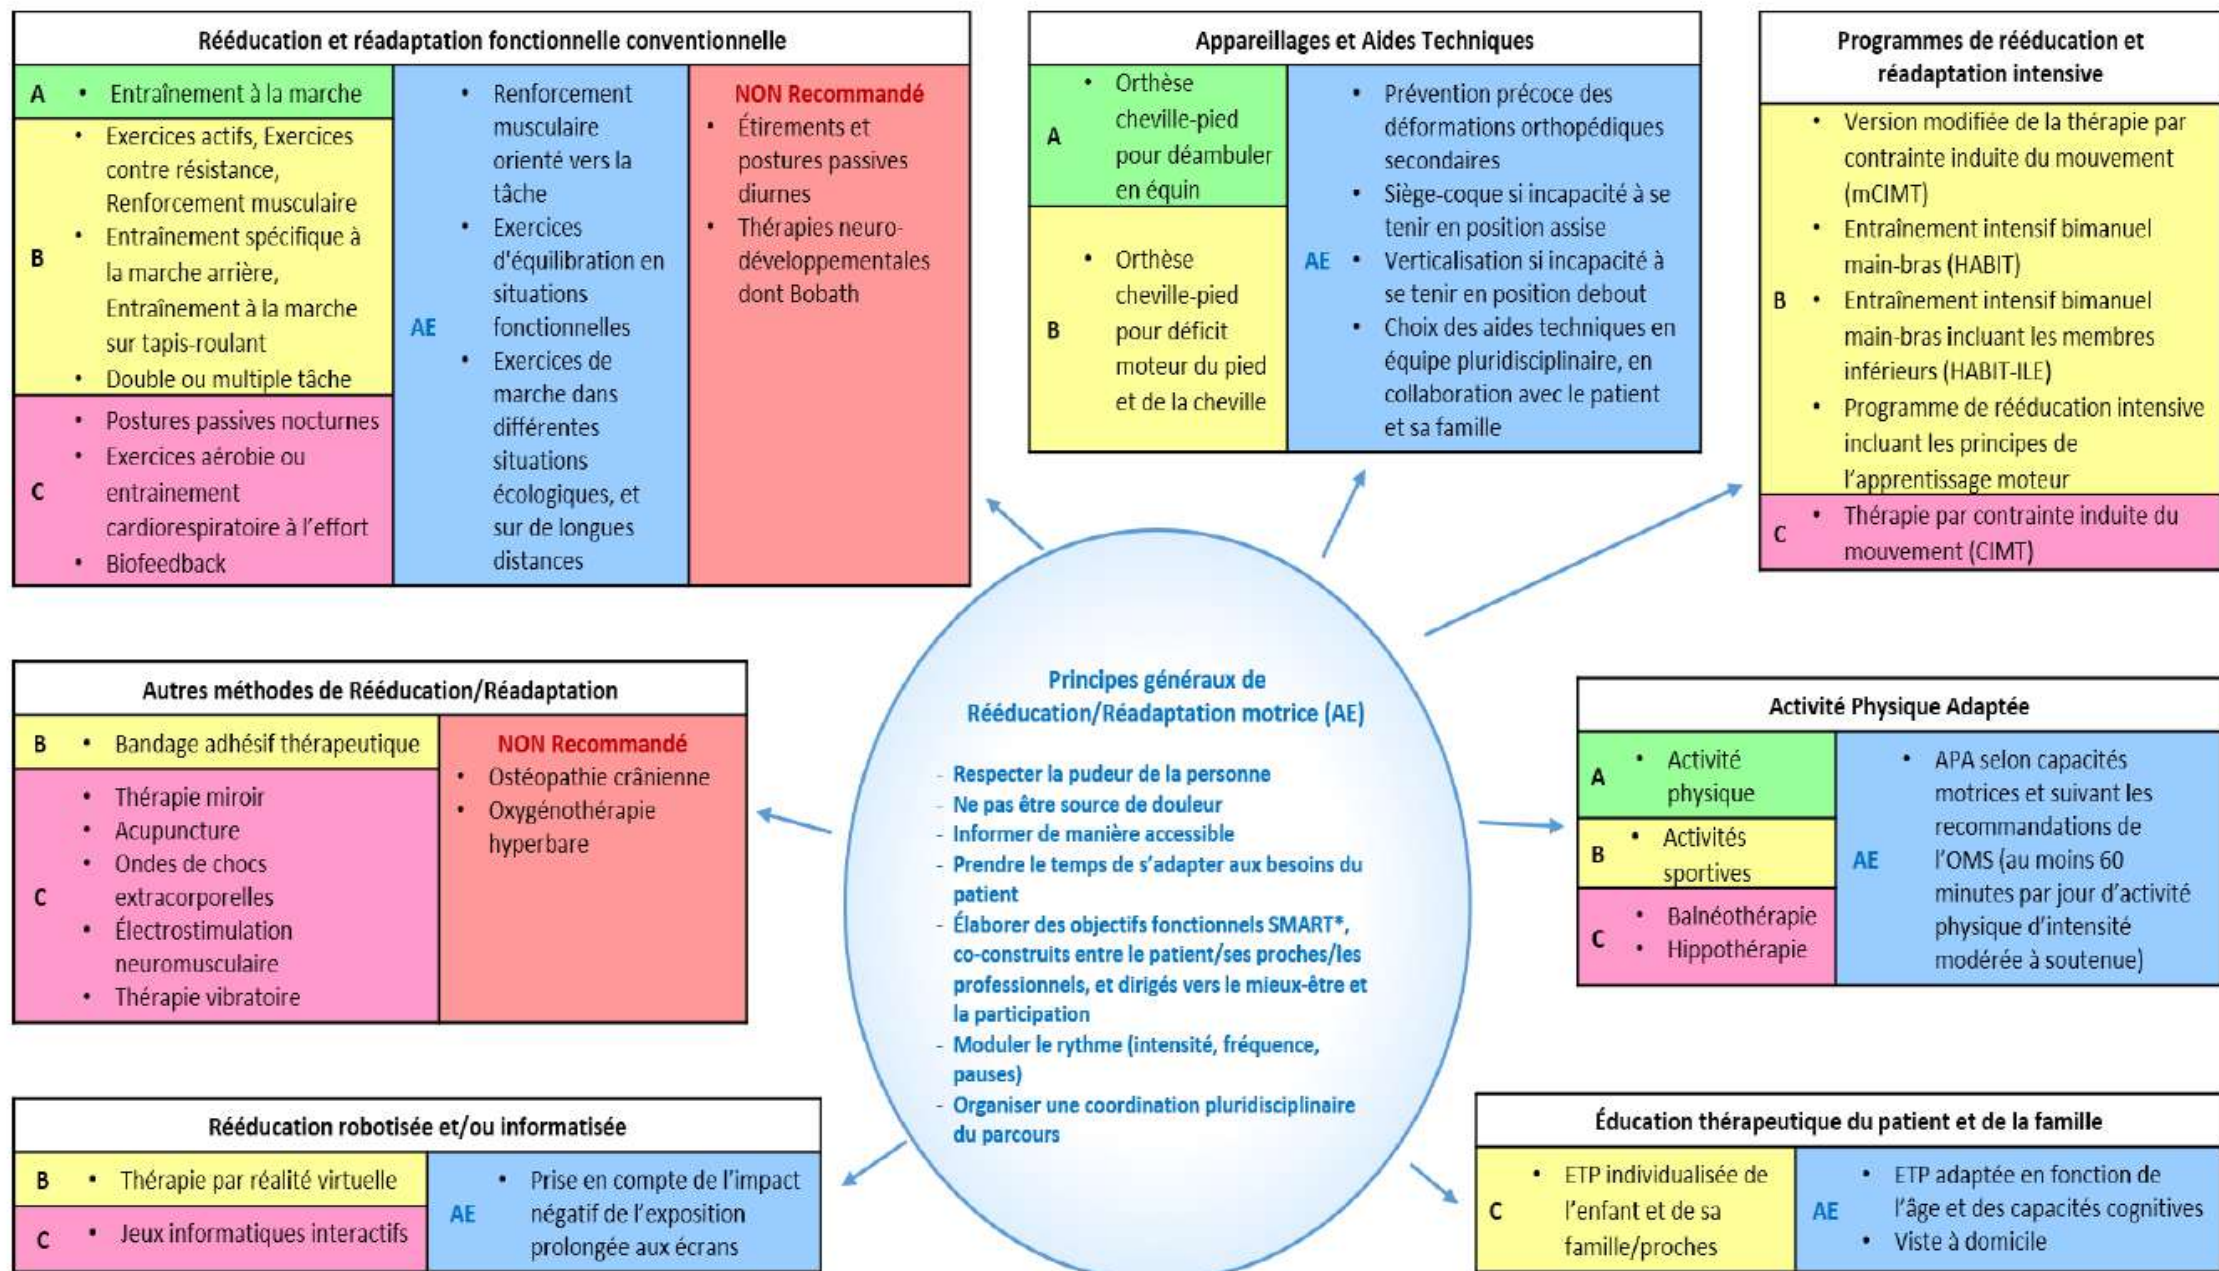 Rééducation et réadaptation fonctionnelle conventionnelle
A
• Entraînement à la marche
B
• Exercices actifs, Exercices
contre résistance,
Renforcement musculaire
• Entraînement spécifique à
la marche arrière,
Entraînement à la marche
sur tapis-roulant
• Double ou multiple tâche
C
• Postures passives nocturnes
• Exercices aérobie ou
entrainement
cardiorespiratoire à l'effort
• Biofeedback
AE
• Renforcement
musculaire
orienté vers la
tâche
• Exercices
d'équilibration en
situations
fonctionnelles
• Exercices de
marche dans
différentes
situations
écologiques, et
sur de longues
distances
NON Recommandé
• Étirements et
postures passives
diurnes
• Thérapies neuro-
développementales
dont Bobath
Appareillages et Aides Techniques
A
• Orthèse
cheville-pied
pour déambuler
en équin
B
• Orthèse
cheville-pied
pour déficit
moteur du pied
et de la cheville
AE
• Prévention précoce des
déformations orthopédiques
secondaires
• Siège-coque si incapacité à se
tenir en position assise
• Verticalisation si incapacité à
se tenir en position debout
• Choix des aides techniques en
équipe pluridisciplinaire, en
collaboration avec le patient
et sa famille
Programmes de rééducation et
réadaptation intensive
B
• Version modifiée de la thérapie par
contrainte induite du mouvement
(mCIMT)
• Entraînement intensif bimanuel
main-bras (HABIT)
• Entraînement intensif bimanuel
main-bras incluant les membres
inférieurs (HABIT-ILE)
• Programme de rééducation intensive
incluant les principes de
l'apprentissage moteur
C
• Thérapie par contrainte induite du
mouvement (CIMT)
Autres méthodes de Rééducation/Réadaptation
B
• Bandage adhésif thérapeutique
C
• Thérapie miroir
• Acupuncture
• Ondes de chocs
extracorporelles
• Électrostimulation
neuromusculaire
• Thérapie vibratoire
NON Recommandé
• Ostéopathie crânienne
• Oxygénothérapie
hyperbare
Principes généraux de
Rééducation/Réadaptation motrice (AE)
- Respecter la pudeur de la personne
- Ne pas être source de douleur
- Informer de manière accessible
- Prendre le temps de s'adapter aux besoins du
patient
- Élaborer des objectifs fonctionnels SMART*,
co-construits entre le patient/ses proches/les
professionnels, et dirigés vers le mieux-être et
la participation
- Moduler le rythme (intensité, fréquence,
pauses)
- Organiser une coordination pluridisciplinaire
du parcours
Activité Physique Adaptée
A
• Activité
physique
B
• Activités
sportives
C
• Balnéothérapie
• Hippothérapie
AE
• APA selon capacités
motrices et suivant les
recommandations de
l'OMS (au moins 60
minutes par jour d'activité
physique d'intensité
modérée à soutenue)
Rééducation robotisée et/ou informatisée
B
• Thérapie par réalité virtuelle
C
• Jeux informatiques interactifs
AE
• Prise en compte de l'impact
négatif de l'exposition
prolongée aux écrans
Éducation thérapeutique du patient et de la famille
C
• ETP individualisée de
l'enfant et de sa
famille/proches
AE
• ETP adaptée en fonction de
l'âge et des capacités cognitives
• Viste à domicile